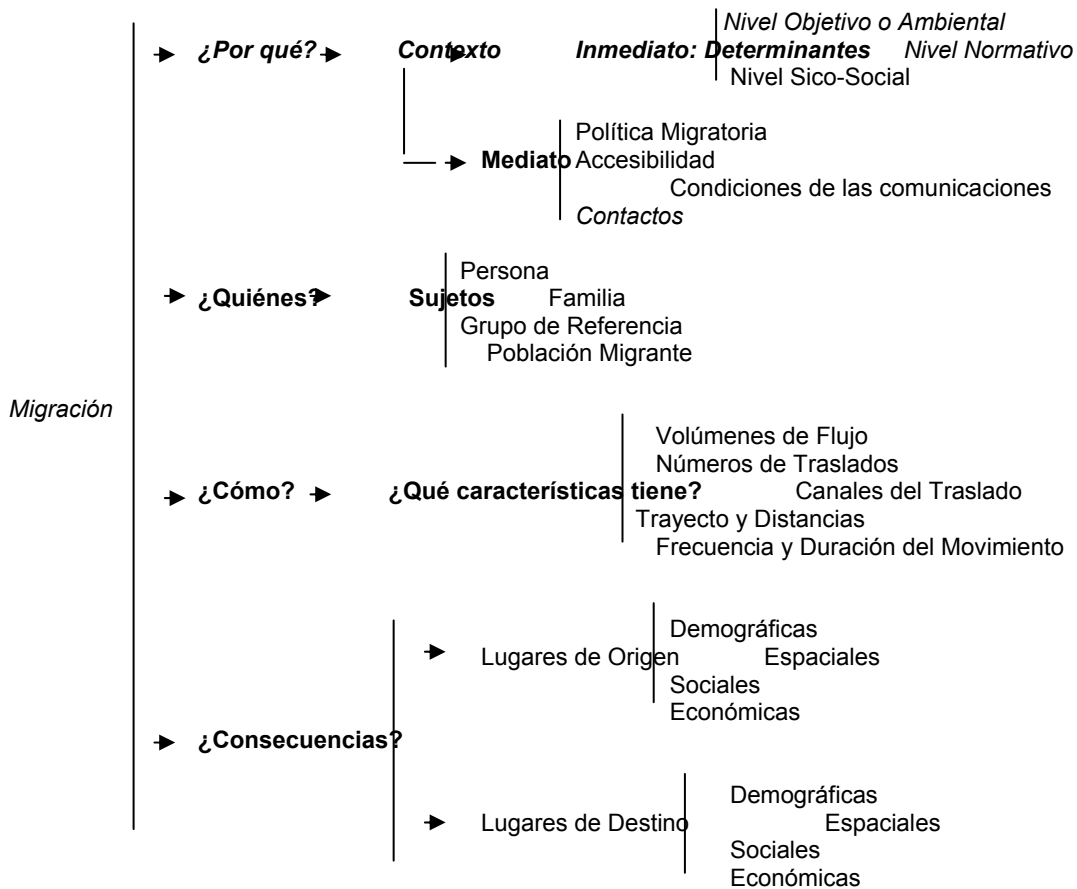 Nivel Objetivo o Ambiental
¿Por qué? Contexto Inmediato: Determinantes Nivel Normativo
Nivel Sico-Social
Política Migratoria
Mediato Accesibilidad
Condiciones de las comunicaciones
Contactos
Persona
¿Quiénes? Sujetos Familia
Grupo de Referencia
Población Migrante
Migración
Volúmenes de Flujo
Números de Traslados
¿Cómo? ¿Qué características tiene? Canales del Traslado
Trayecto y Distancias
Frecuencia y Duración del Movimiento
Demográficas
Lugares de Origen Espaciales
Sociales
Económicas
¿Consecuencias?
Demográficas
Lugares de Destino Espaciales
Sociales
Económicas